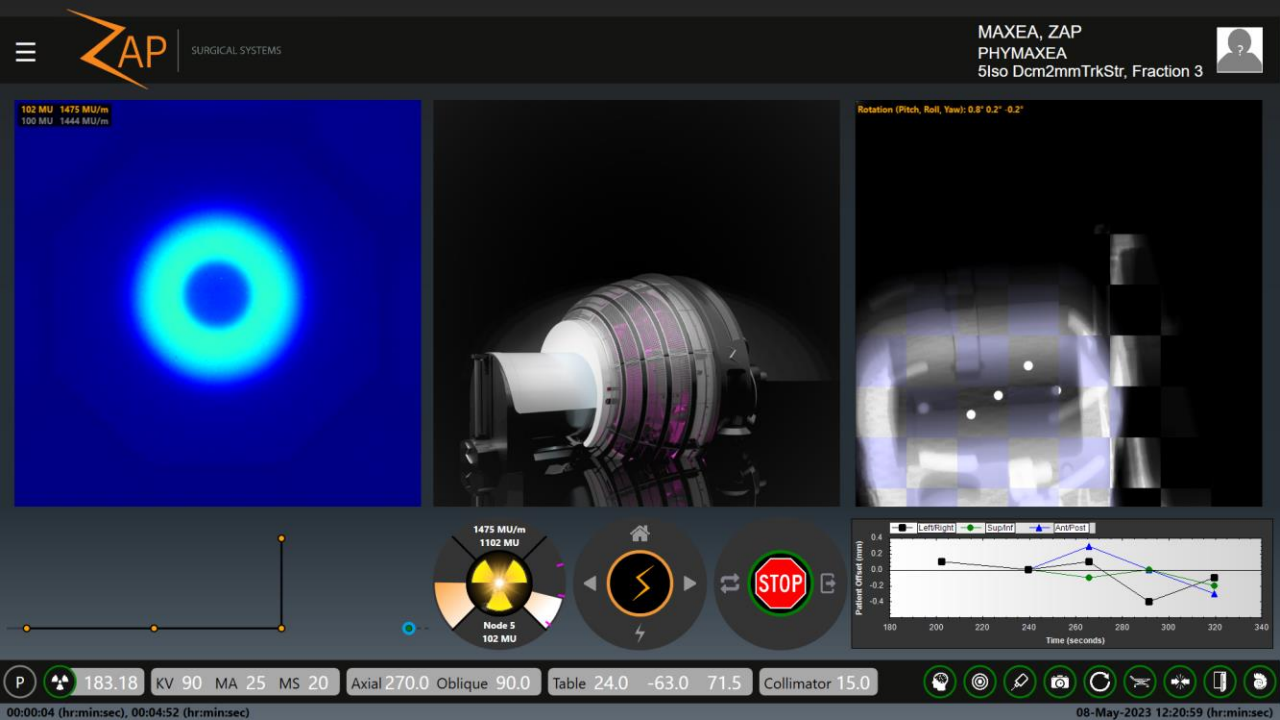 ZAP SURGICAL SYSTEMS
MAXEA, ZAP
PHYMAXEA
5Iso Dcm2mmTrkStr, Fraction 3
?
102 MU 1475 MU/m
100 MU 1444 MU/m
Rotation (Pitch, Roll, Yaw): 0.8° 0.2° -0.2°
1475 MU/m
1102 MU
Node 5
102 MU
STOP
Left/Right Sup/Inf Ant/Post
Patient Offset (mm)
0.4
0.2
0.0
-0.2
-0.4
180 200 220 240 260 280 300 320 340
Time (seconds)
P 183.18 KV 90 MA 25 MS 20 Axial 270.0 Oblique 90.0 Table 24.0 -63.0 71.5 Collimator 15.0
00:00:04 (hr:min:sec), 00:04:52 (hr:min:sec)
08-May-2023 12:20:59 (hr:min:sec)